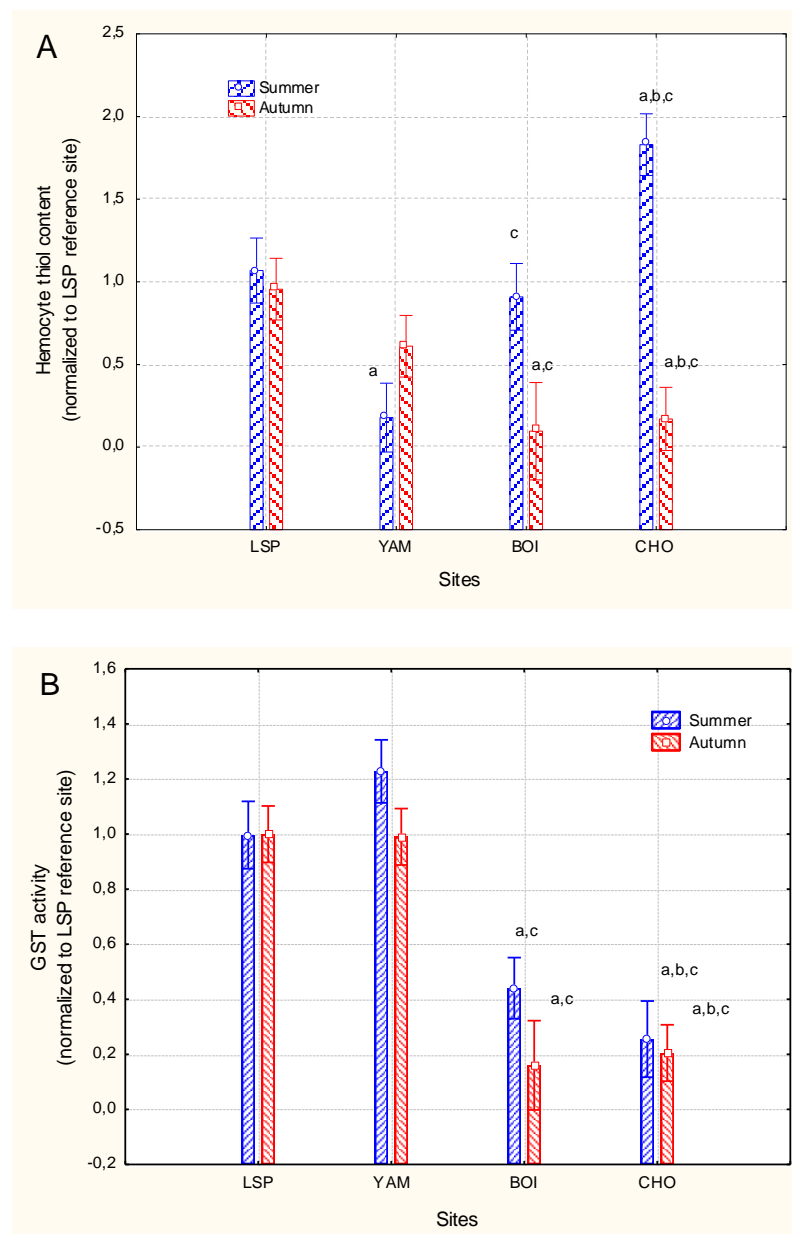 A
2,5
2,0
1,5
1,0
0,5
0,0
-0,5
Hemocyte thiol content
(normalized to LSP reference site)
Summer
Autumn
a
c
a,c
a,b,c
a,b,c
LSP YAM BOI CHO
Sites
B
1,6
1,4
1,2
1,0
0,8
0,6
0,4
0,2
0,0
-0,2
GST activity
(normalized to LSP reference site)
Summer
Autumn
a,c
a,c
a,b,c
a,b,c
LSP YAM BOI CHO
Sites